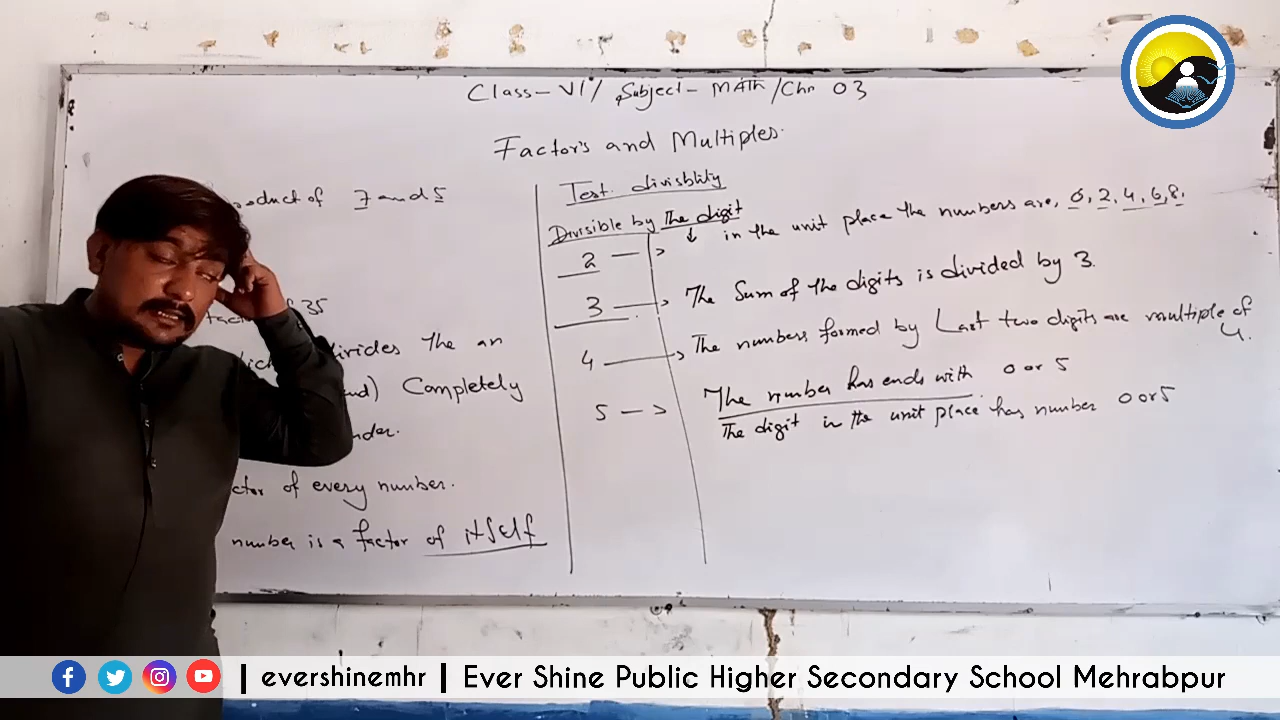 Class-VI/ Subject- MATH/Chr 03
Factor's and Multiples.
product of 7 and 5
35
divides the an
Completely
ctor of every number.
number is a factor of itself
Test divisblity
Divisible by The digit
2 → in the unit place the numbers are, 0, 2, 4, 6, 8.
3 → The Sum of the digits is divided by 3.
4 → The numbers formed by Last two digits are multiple of 4.
5 → The number has ends with 0 or 5
The digit in the unit place has number 0 or 5
| evershinemhr | Ever Shine Public Higher Secondary School Mehrabpur